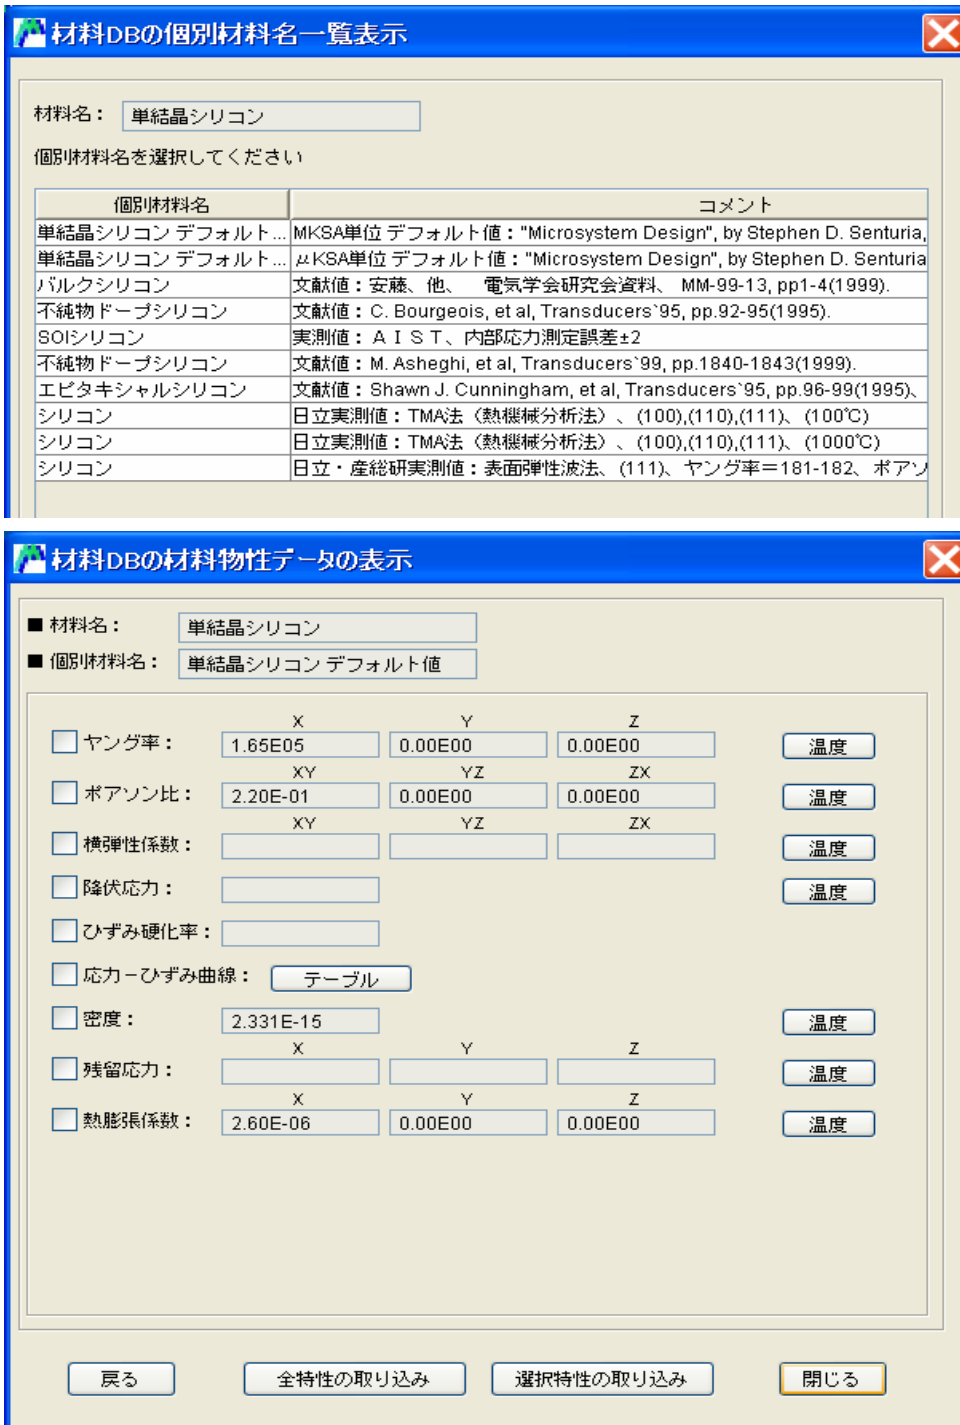 材料DBの個別材料名一覧表示
材料名： 単結晶シリコン
個別材料名を選択してください
個別材料名 コメント
単結晶シリコン デフォルト... MKSA単位 デフォルト値："Microsystem Design", by Stephen D. Senturia,
単結晶シリコン デフォルト... μKSA単位 デフォルト値："Microsystem Design", by Stephen D. Senturia
バルクシリコン 文献値：安藤、他、 電気学会研究会資料、 MM-99-13, pp1-4(1999).
不純物ドープシリコン 文献値：C. Bourgeois, et al, Transducers`95, pp.92-95(1995).
SOIシリコン 実測値：ＡＩＳＴ、内部応力測定誤差±2
不純物ドープシリコン 文献値：M. Asheghi, et al, Transducers`99, pp.1840-1843(1999).
エピタキシャルシリコン 文献値：Shawn J. Cunningham, et al, Transducers`95, pp.96-99(1995)、
シリコン 日立実測値：TMA法（熱機械分析法）、(100),(110),(111)、(100℃)
シリコン 日立実測値：TMA法（熱機械分析法）、(100),(110),(111)、(1000℃)
シリコン 日立・産総研実測値：表面弾性波法、(111)、ヤング率＝181-182、ポアソ
材料DBの材料物性データの表示
■ 材料名： 単結晶シリコン
■ 個別材料名： 単結晶シリコン デフォルト値
X Y Z
ヤング率： 1.65E05 0.00E00 0.00E00 温度
XY YZ ZX
ポアソン比： 2.20E-01 0.00E00 0.00E00 温度
XY YZ ZX
横弾性係数： 温度
降伏応力： 温度
ひずみ硬化率：
応力－ひずみ曲線： テーブル
密度： 2.331E-15 温度
X Y Z
残留応力： 温度
X Y Z
熱膨張係数： 2.60E-06 0.00E00 0.00E00 温度
戻る 全特性の取り込み 選択特性の取り込み 閉じる